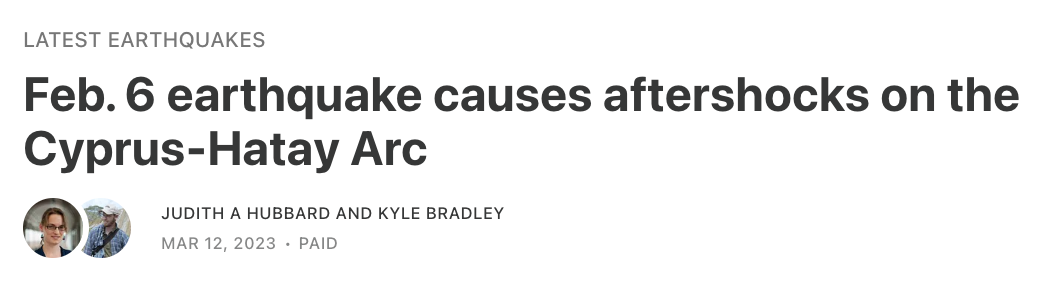 LATEST EARTHQUAKES
Feb. 6 earthquake causes aftershocks on the
Cyprus-Hatay Arc
JUDITH A HUBBARD AND KYLE BRADLEY
MAR 12, 2023 • PAID